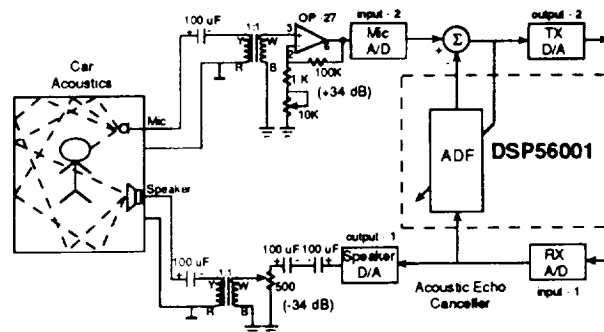 OP-27
input - 2
output - 2
100 uF
1:1
+
-
Y
W
3
6
2
Mic
A/D
Σ
TX
D/A
+
-
Car
Acoustics
R
B
100K
1 K
(+34 dB)
10K
Mic
ADF
DSP56001
Speaker
output - 1
100 uF
100 uF
100 uF
Speaker
D/A
RX
A/D
1:1
Y
W
500
(-34 dB)
Acoustic Echo
Canceller
input - 1
R
B